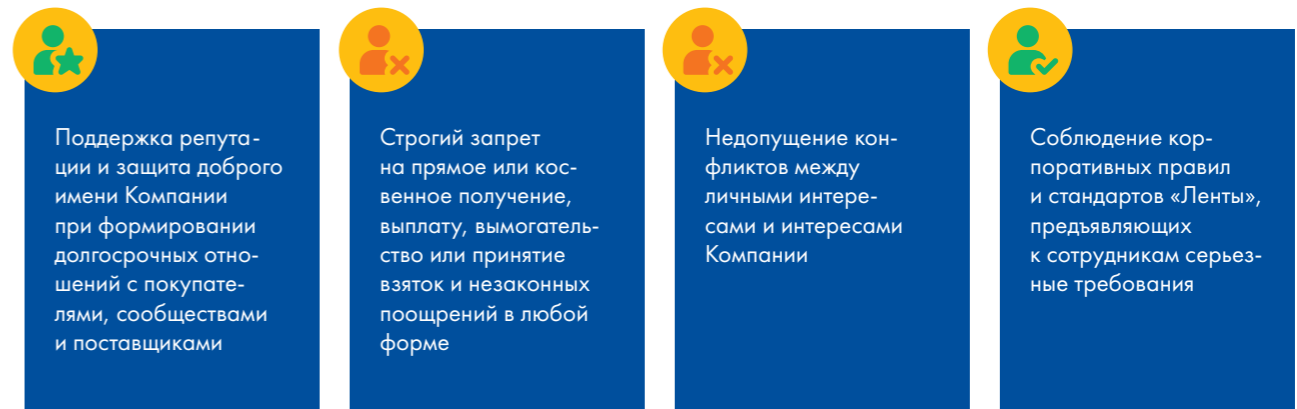 Поддержка репута-
ции и защита доброго
имени Компании
при формировании
долгосрочных отно-
шений с покупате-
лями, сообществами
и поставщиками
Строгий запрет
на прямое или кос-
венное получение,
выплату, вымогатель-
ство или принятие
взяток и незаконных
поощрений в любой
форме
Недопущение кон-
фликтов между
личными интере-
сами и интересами
Компании
Соблюдение кор-
поративных правил
и стандартов «Ленты»,
предъявляющих
к сотрудникам серьез-
ные требования